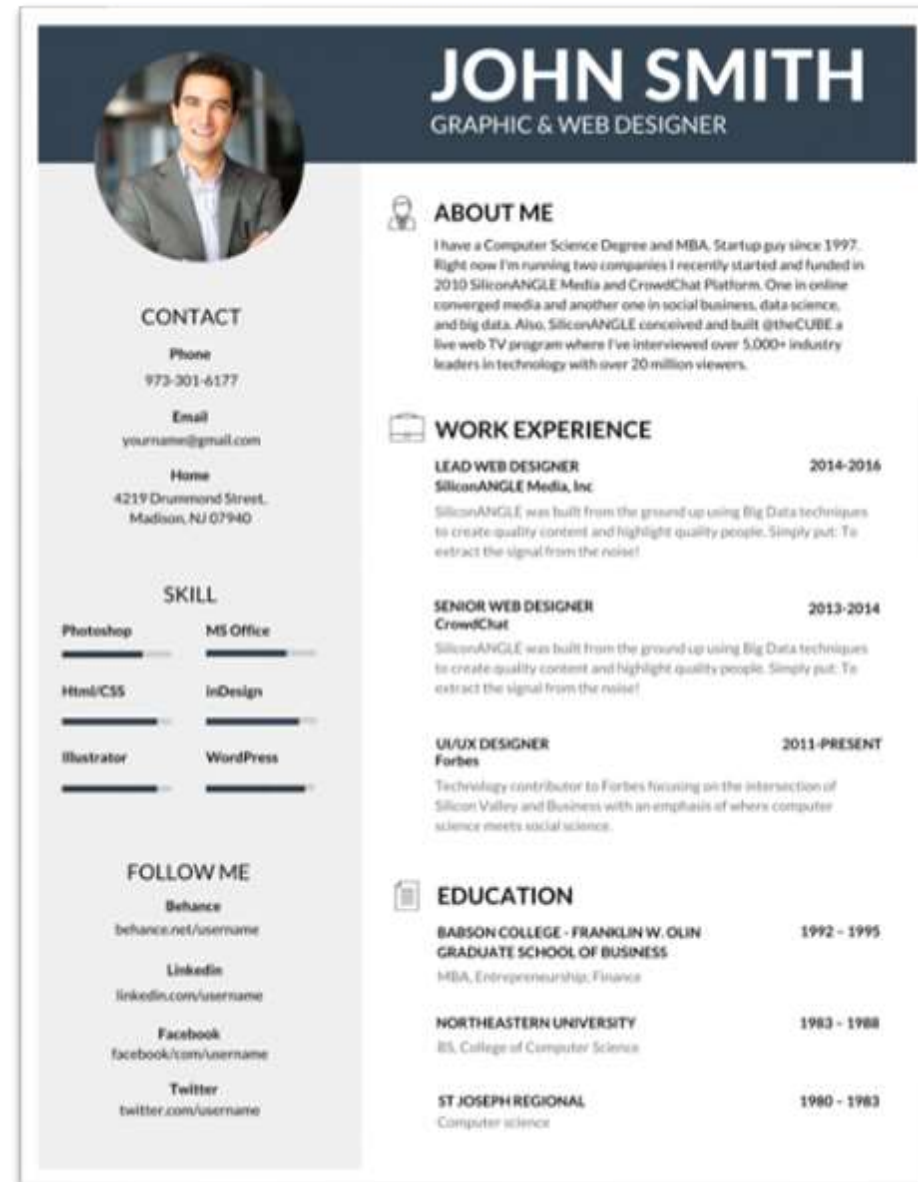 JOHN SMITH
GRAPHIC & WEB DESIGNER
CONTACT
Phone
973-301-6177
Email
yourname@gmail.com
Home
4219 Drummond Street,
Madison, NJ 07940
SKILL
Photoshop MS Office
Html/CSS InDesign
Illustrator WordPress
FOLLOW ME
Behance
behance.net/username
Linkedin
linkedin.com/username
Facebook
facebook/com/username
Twitter
twitter.com/username
ABOUT ME
I have a Computer Science Degree and MBA. Startup guy since 1997.
Right now I'm running two companies I recently started and funded in
2010 SiliconANGLE Media and CrowdChat Platform. One in online
converged media and another one in social business, data science,
and big data. Also, SiliconANGLE conceived and built @theCUBE a
live web TV program where I've interviewed over 5,000+ industry
leaders in technology with over 20 million viewers.
WORK EXPERIENCE
LEAD WEB DESIGNER 2014-2016
SiliconANGLE Media, Inc
SiliconANGLE was built from the ground up using Big Data techniques
to create quality content and highlight quality people. Simply put: To
extract the signal from the noise!
SENIOR WEB DESIGNER 2013-2014
CrowdChat
SiliconANGLE was built from the ground up using Big Data techniques
to create quality content and highlight quality people. Simply put: To
extract the signal from the noise!
UI/UX DESIGNER 2011-PRESENT
Forbes
Technology contributor to Forbes focusing on the intersection of
Silicon Valley and Business with an emphasis of where computer
science meets social science.
EDUCATION
BABSON COLLEGE - FRANKLIN W. OLIN 1992 – 1995
GRADUATE SCHOOL OF BUSINESS
MBA, Entrepreneurship, Finance
NORTHEASTERN UNIVERSITY 1983 – 1988
BS, College of Computer Science
ST JOSEPH REGIONAL 1980 – 1983
Computer science